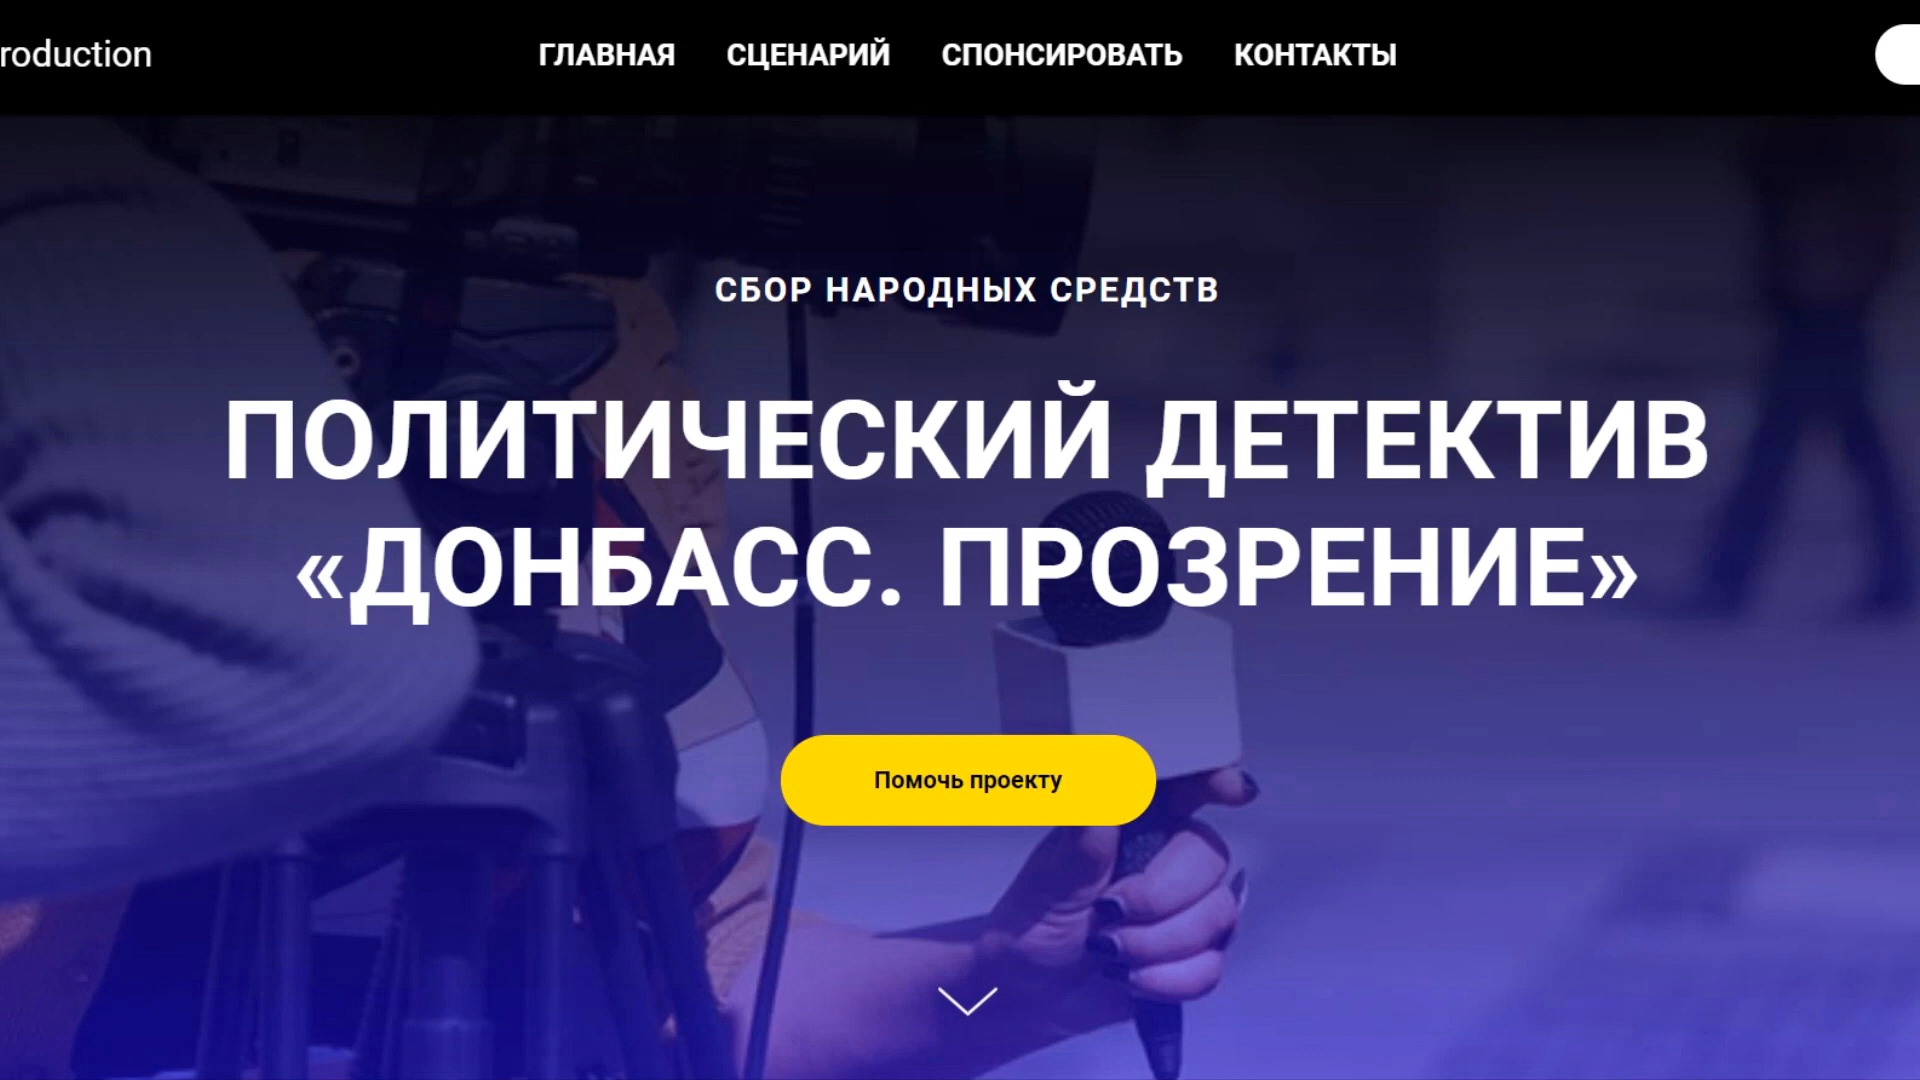 roduction
ГЛАВНАЯ СЦЕНАРИЙ СПОНСИРОВАТЬ КОНТАКТЫ
СБОР НАРОДНЫХ СРЕДСТВ
ПОЛИТИЧЕСКИЙ ДЕТЕКТИВ
«ДОНБАСС. ПРОЗРЕНИЕ»
Помочь проекту